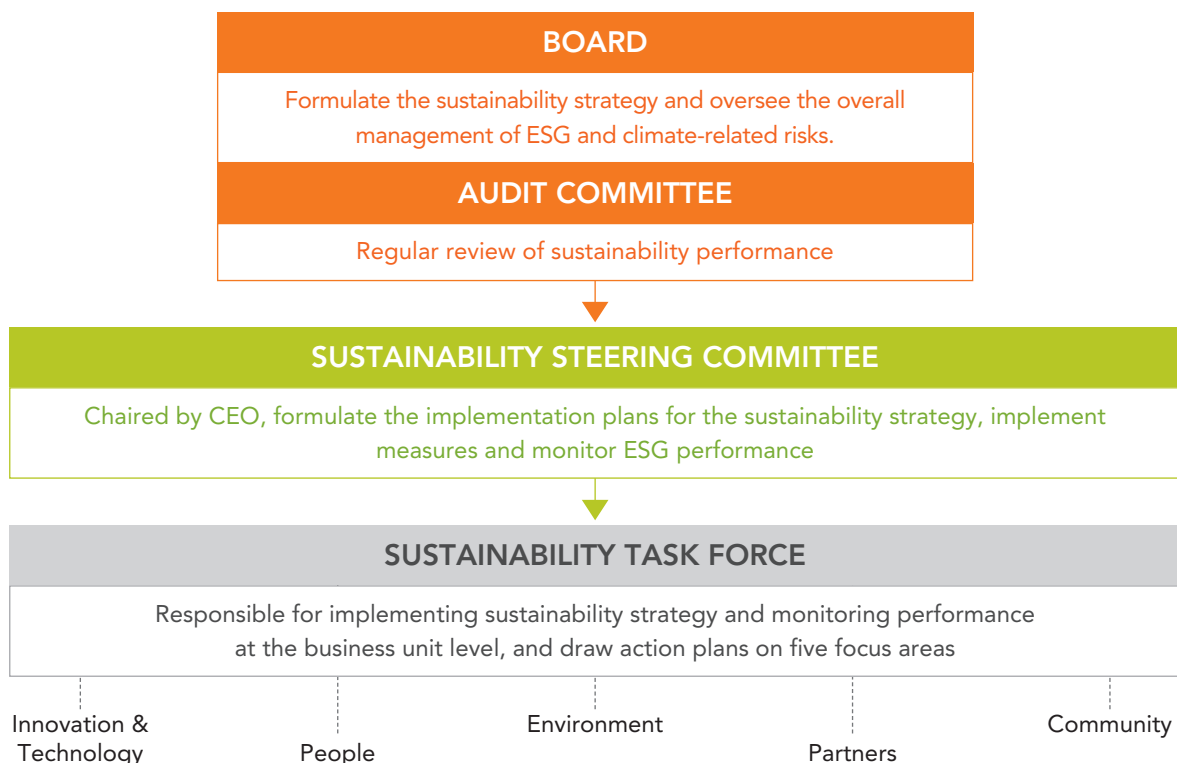 BOARD
Formulate the sustainability strategy and oversee the overall
management of ESG and climate-related risks.
AUDIT COMMITTEE
Regular review of sustainability performance
SUSTAINABILITY STEERING COMMITTEE
Chaired by CEO, formulate the implementation plans for the sustainability strategy, implement
measures and monitor ESG performance
SUSTAINABILITY TASK FORCE
Responsible for implementing sustainability strategy and monitoring performance
at the business unit level, and draw action plans on five focus areas
Innovation &
Technology
People
Environment
Partners
Community